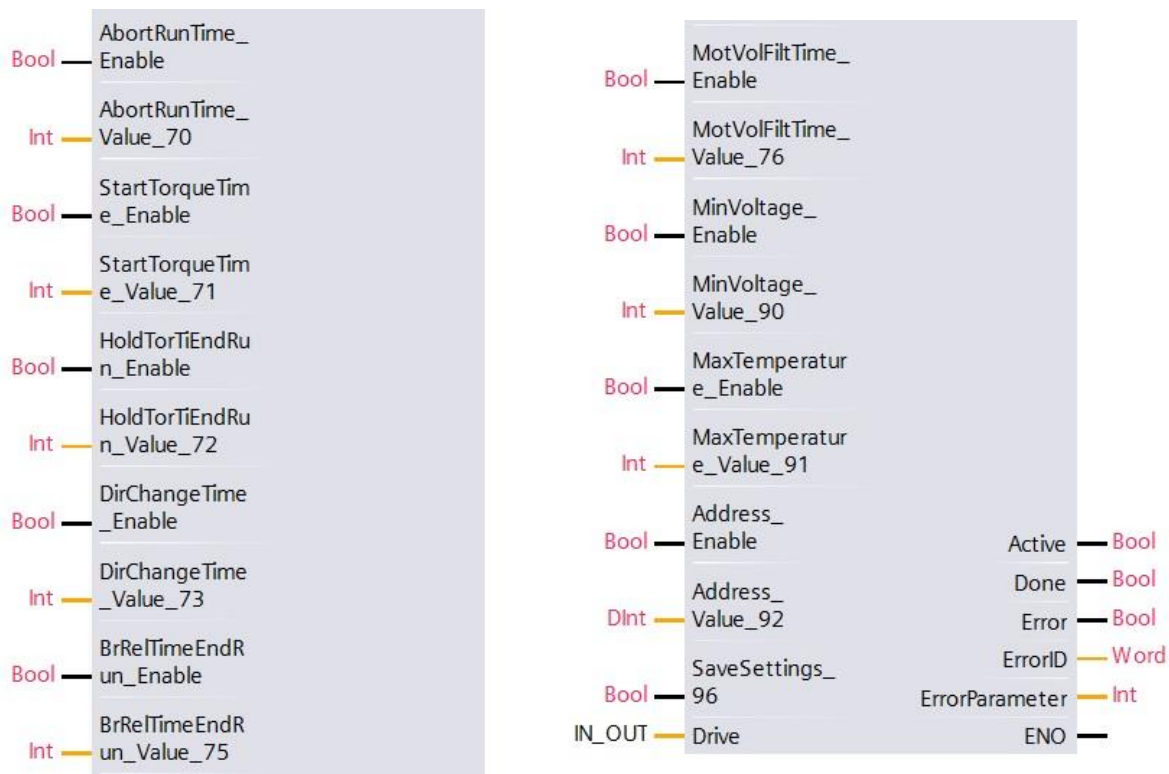 AbortRunTime_
Bool Enable
AbortRunTime_
Int Value_70
StartTorqueTim
Bool e_Enable
StartTorqueTim
Int e_Value_71
HoldTorTiEndRu
Bool n_Enable
HoldTorTiEndRu
Int n_Value_72
DirChangeTime
Bool _Enable
DirChangeTime
Int _Value_73
BrRelTimeEndR
Bool un_Enable
BrRelTimeEndR
Int un_Value_75
MotVolFiltTime_
Bool Enable
MotVolFiltTime_
Int Value_76
MinVoltage_
Bool Enable
MinVoltage_
Int Value_90
MaxTemperatur
Bool e_Enable
MaxTemperatur
Int e_Value_91
Address_
Bool Enable
Active Bool
Address_
Done Bool
DInt Value_92
Error Bool
SaveSettings_
ErrorID Word
Bool 96
ErrorParameter Int
IN_OUT Drive
ENO